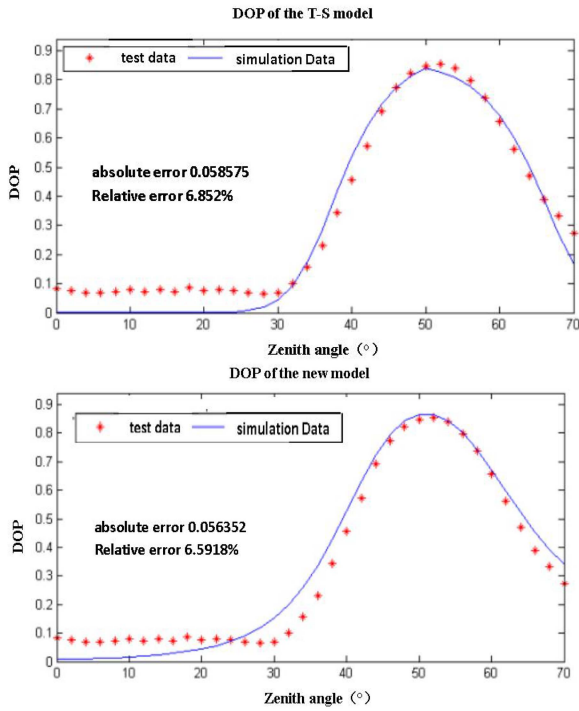 DOP of the T-S model
0.9
test data simulation Data
0.8
0.7
0.6
0.5
absolute error 0.058575
Relative error 6.852%
DOP
0.4
0.3
0.2
0.1
0
0 10 20 30 40 50 60 70
Zenith angle（°）
DOP of the new model
0.9
test data simulation Data
0.8
0.7
0.6
0.5
absolute error 0.056352
Relative error 6.5918%
DOP
0.4
0.3
0.2
0.1
0
0 10 20 30 40 50 60 70
Zenith angle（°）